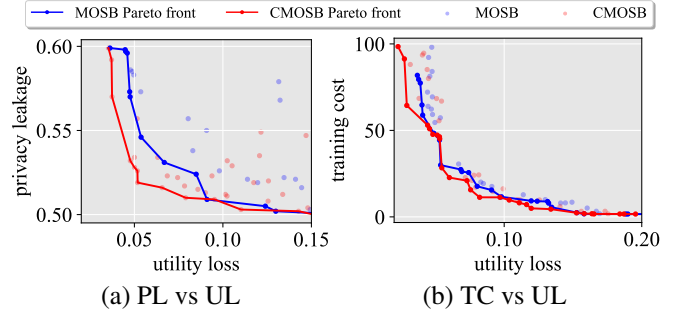 MOSB Pareto front CMOSB Pareto front MOSB CMOSB
0.60
0.55
0.50
privacy leakage
0.05 0.10 0.15
utility loss
(a) PL vs UL
100
50
0
training cost
0.10 0.20
utility loss
(b) TC vs UL